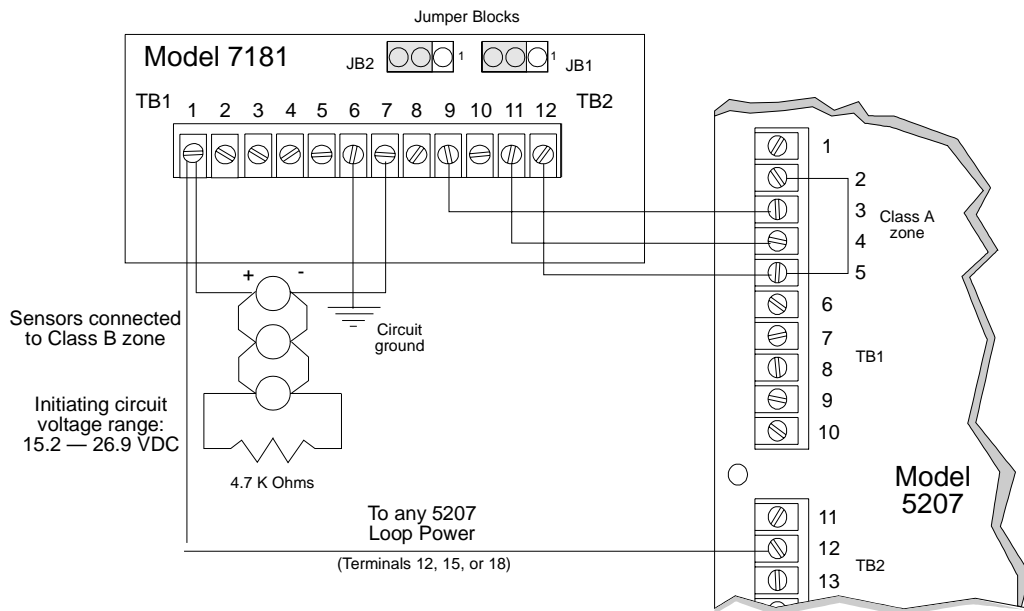 Jumper Blocks
Model 7181
JB2
1
1
JB1
TB1
1 2 3 4 5 6 7 8 9 10 11 12
TB2
1
2
3
4
5
6
7
8
9
10
Class A
zone
TB1
+
-
Sensors connected
to Class B zone
Circuit
ground
Initiating circuit
voltage range:
15.2 — 26.9 VDC
4.7 K Ohms
Model
5207
To any 5207
Loop Power
(Terminals 12, 15, or 18)
11
12
13
TB2